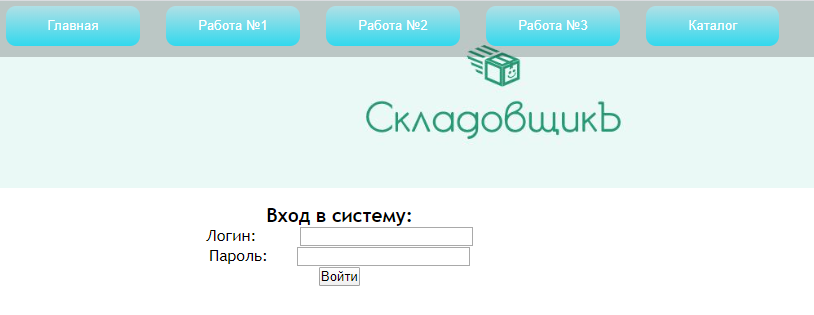 Главная Работа №1 Работа №2 Работа №3 Каталог
СкладовщикЪ
Вход в систему:
Логин:
Пароль:
Войти